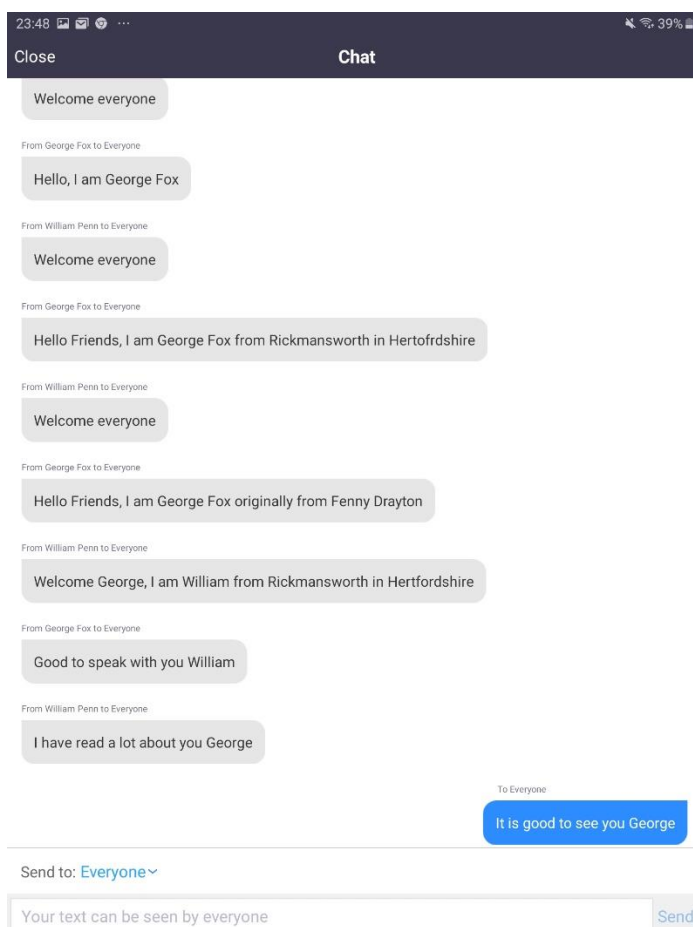 23:48 ... 39%
Close Chat
Welcome everyone
From George Fox to Everyone
Hello, I am George Fox
From William Penn to Everyone
Welcome everyone
From George Fox to Everyone
Hello Friends, I am George Fox from Rickmansworth in Hertofrdshire
From William Penn to Everyone
Welcome everyone
From George Fox to Everyone
Hello Friends, I am George Fox originally from Fenny Drayton
From William Penn to Everyone
Welcome George, I am William from Rickmansworth in Hertfordshire
From George Fox to Everyone
Good to speak with you William
From William Penn to Everyone
I have read a lot about you George
To Everyone
It is good to see you George
Send to: Everyone
Your text can be seen by everyone Send